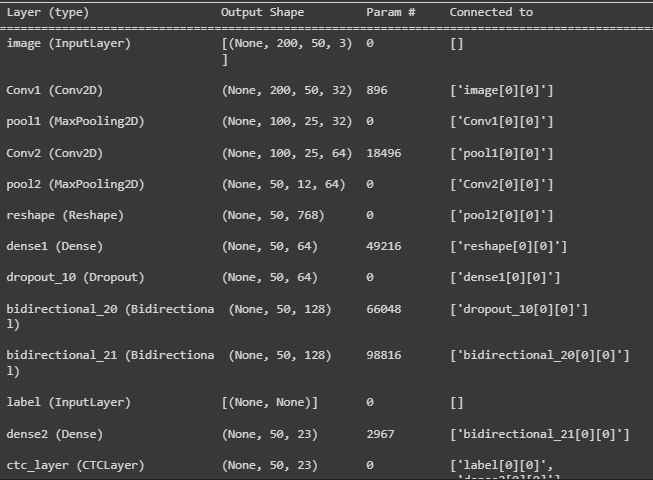 Layer (type) Output Shape Param # Connected to
==================================================================================================
image (InputLayer) [(None, 200, 50, 3) 0 []
]
Conv1 (Conv2D) (None, 200, 50, 32) 896 ['image[0][0]']
pool1 (MaxPooling2D) (None, 100, 25, 32) 0 ['Conv1[0][0]']
Conv2 (Conv2D) (None, 100, 25, 64) 18496 ['pool1[0][0]']
pool2 (MaxPooling2D) (None, 50, 12, 64) 0 ['Conv2[0][0]']
reshape (Reshape) (None, 50, 768) 0 ['pool2[0][0]']
dense1 (Dense) (None, 50, 64) 49216 ['reshape[0][0]']
dropout_10 (Dropout) (None, 50, 64) 0 ['dense1[0][0]']
bidirectional_20 (Bidirectiona (None, 50, 128) 66048 ['dropout_10[0][0]']
l)
bidirectional_21 (Bidirectiona (None, 50, 128) 98816 ['bidirectional_20[0][0]']
l)
label (InputLayer) [(None, None)] 0 []
dense2 (Dense) (None, 50, 23) 2967 ['bidirectional_21[0][0]']
ctc_layer (CTCLayer) (None, 50, 23) 0 ['label[0][0]',